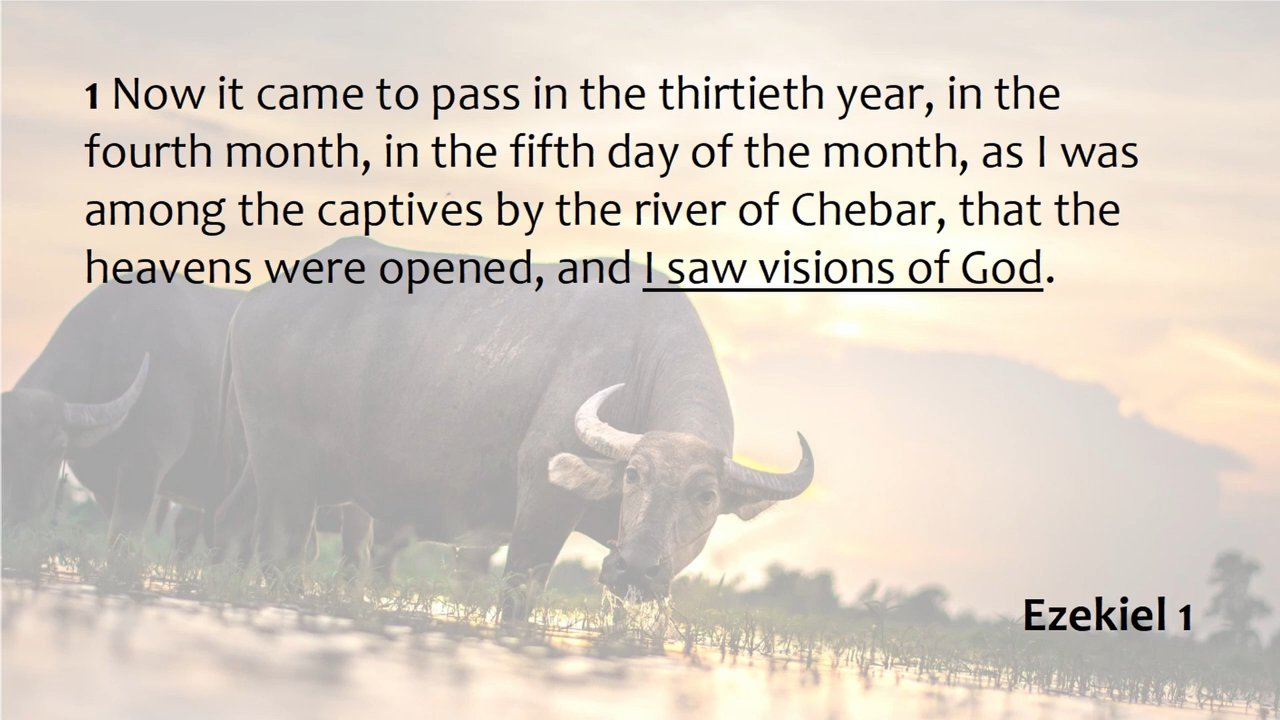 1 Now it came to pass in the thirtieth year, in the
fourth month, in the fifth day of the month, as I was
among the captives by the river of Chebar, that the
heavens were opened, and I saw visions of God.
Ezekiel 1